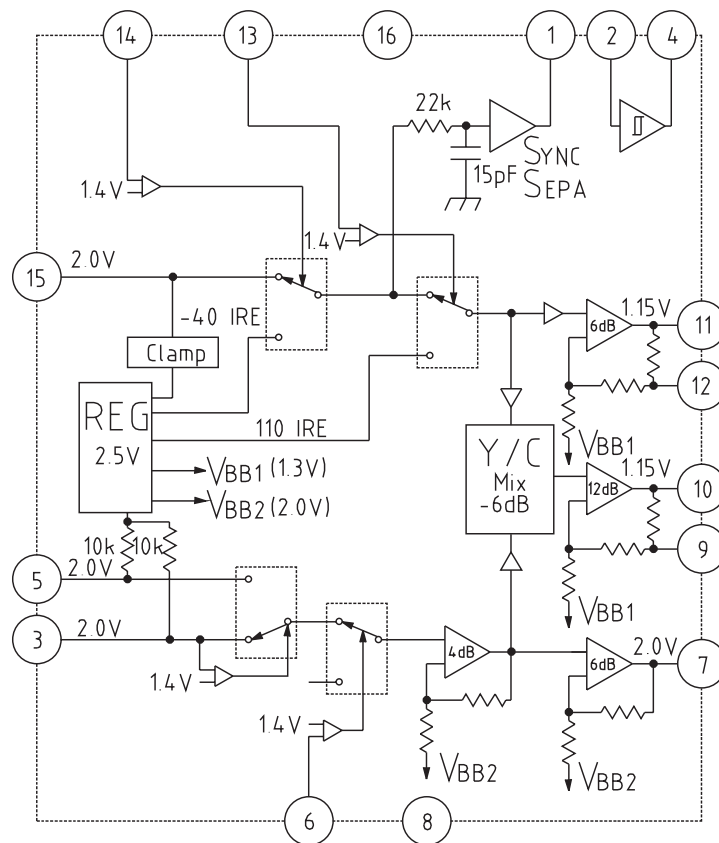 14 13 16 1 2 4
22k
15pF
SYNC
SEPA
1.4V
1.4V
15
2.0V
-40 IRE
Clamp
REG
2.5V
110 IRE
VBB1 (1.3V)
VBB2 (2.0V)
6dB
1.15V
11
12
VBB1
Y/C
Mix
-6dB
12dB
1.15V
10
9
VBB1
10k 10k
5
2.0V
3
2.0V
1.4V
1.4V
4dB
VBB2
6dB
2.0V
7
VBB2
6 8